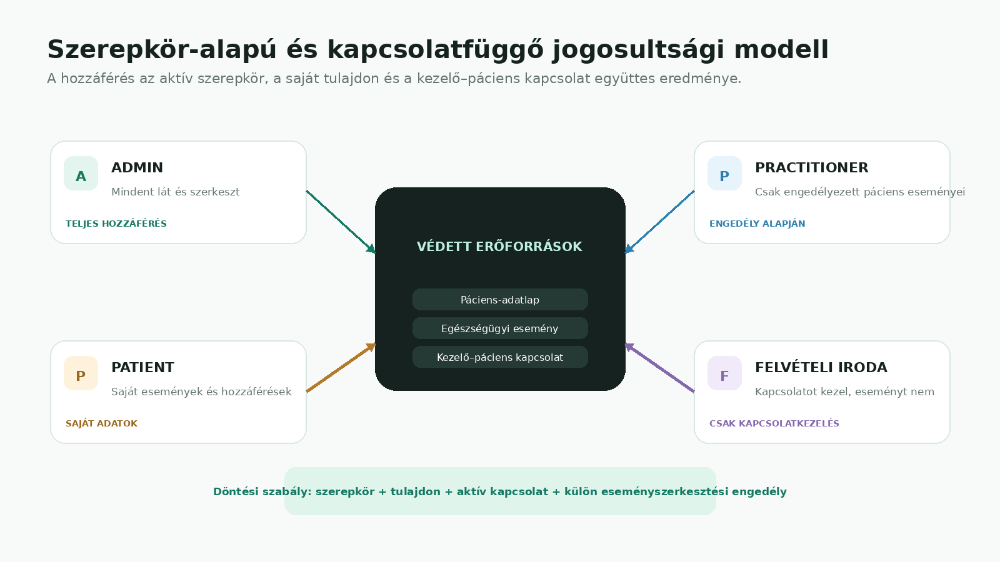 Szerepkör-alapú és kapcsolatfüggő jogosultsági modell
A hozzáférés az aktív szerepkör, a saját tulajdon és a kezelő–páciens kapcsolat együttes eredménye.
A
ADMIN
Mindent lát és szerkeszt
TELJES HOZZÁFÉRÉS
P
PRACTITIONER
Csak engedélyezett páciens eseményei
ENGEDÉLY ALAPJÁN
VÉDETT ERŐFORRÁSOK
Páciens-adatlap
Egészségügyi esemény
Kezelő–páciens kapcsolat
P
PATIENT
Saját események és hozzáférések
SAJÁT ADATOK
F
FELVÉTELI IRODA
Kapcsolatot kezel, eseményt nem
CSAK KAPCSOLATKEZELÉS
Döntési szabály: szerepkör + tulajdon + aktív kapcsolat + külön eseményszerkesztési engedély